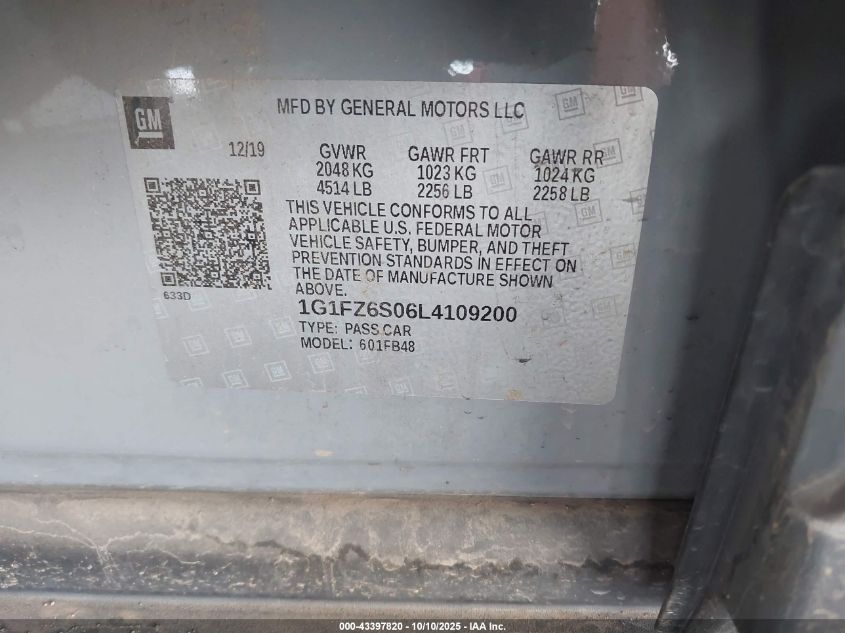 GM
MFD BY GENERAL MOTORS LLC
12/19
GVWR GAWR FRT GAWR RR
2048 KG 1023 KG 1024 KG
4514 LB 2256 LB 2258 LB
THIS VEHICLE CONFORMS TO ALL
APPLICABLE U.S. FEDERAL MOTOR
VEHICLE SAFETY, BUMPER, AND THEFT
PREVENTION STANDARDS IN EFFECT ON
THE DATE OF MANUFACTURE SHOWN
ABOVE.
633D
1G1FZ6S06L4109200
TYPE: PASS CAR
MODEL: 601FB48
000-43397820 - 10/10/2025 - IAA Inc.